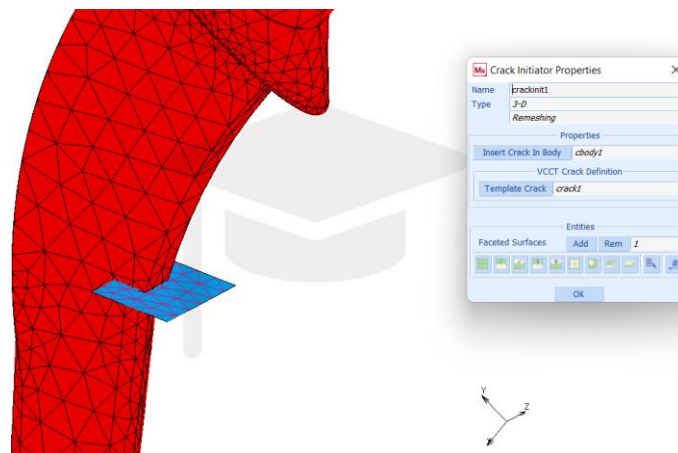 Ma Crack Initiator Properties X
Name crackinit1
Type 3-D
Remeshing
Properties
Insert Crack In Body cbody1
VCCT Crack Definition
Template Crack crack1
Entities
Faceted Surfaces Add Rem 1
OK
Y
Z
X